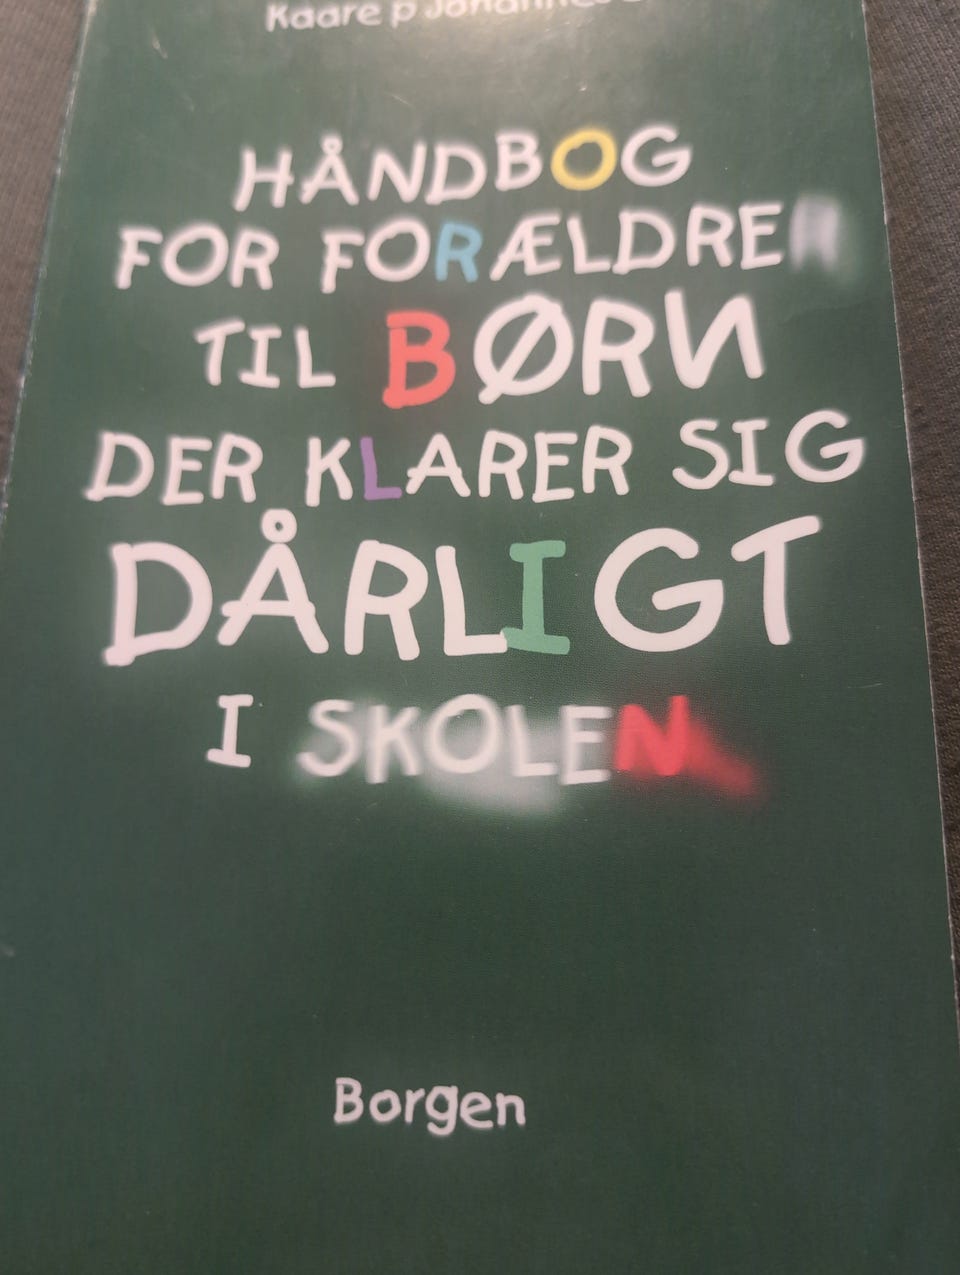 Kaare p
HÅNDBOG
FOR FORÆLDRE
TIL BØRN
DER KLARER SIG
DÅRLIGT
I SKOLEN
Borgen